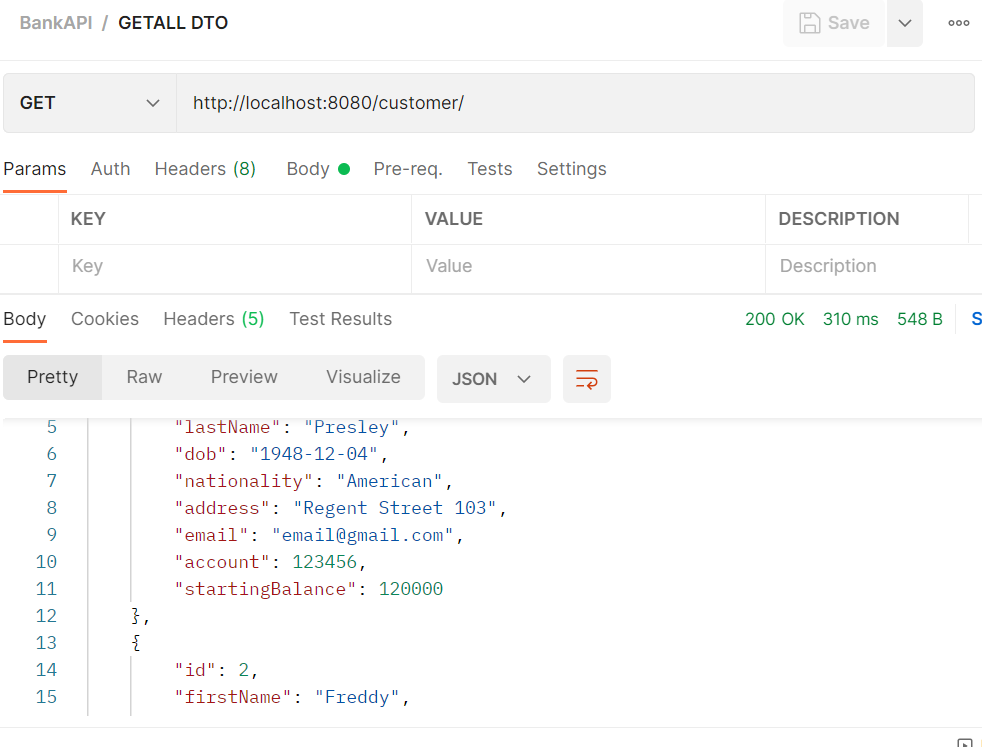 BankAPI / GETALL DTO
Save
GET
http://localhost:8080/customer/
Params Auth Headers (8) Body Pre-req. Tests Settings
KEY VALUE DESCRIPTION
Key Value Description
Body Cookies Headers (5) Test Results 200 OK 310 ms 548 B S
Pretty Raw Preview Visualize JSON
5 "lastName": "Presley",
6 "dob": "1948-12-04",
7 "nationality": "American",
8 "address": "Regent Street 103",
9 "email": "email@gmail.com",
10 "account": 123456,
11 "startingBalance": 120000
12 },
13 {
14 "id": 2,
15 "firstName": "Freddy",